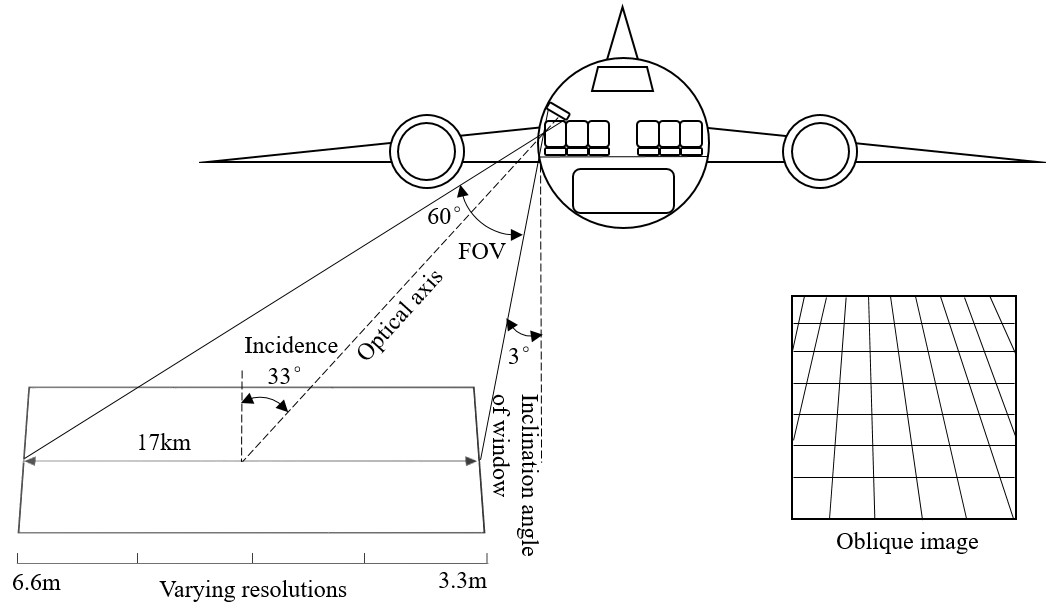 60°
FOV
Optical axis
Incidence
33°
3°
17km
Inclination angle
of window
6.6m
Varying resolutions
3.3m
Oblique image